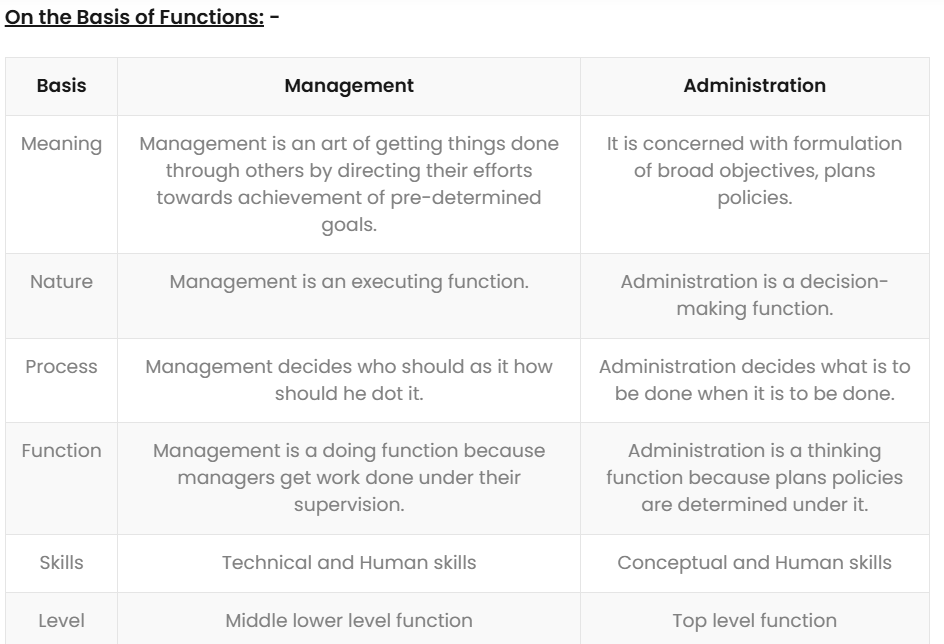 On the Basis of Functions: -
Basis
Management
Administration
Meaning
Management is an art of getting things done
through others by directing their efforts
towards achievement of pre-determined
goals.
It is concerned with formulation
of broad objectives, plans
policies.
Nature
Management is an executing function.
Administration is a decision-
making function.
Process
Management decides who should as it how
should he dot it.
Administration decides what is to
be done when it is to be done.
Function
Management is a doing function because
managers get work done under their
supervision.
Administration is a thinking
function because plans policies
are determined under it.
Skills
Technical and Human skills
Conceptual and Human skills
Level
Middle lower level function
Top level function